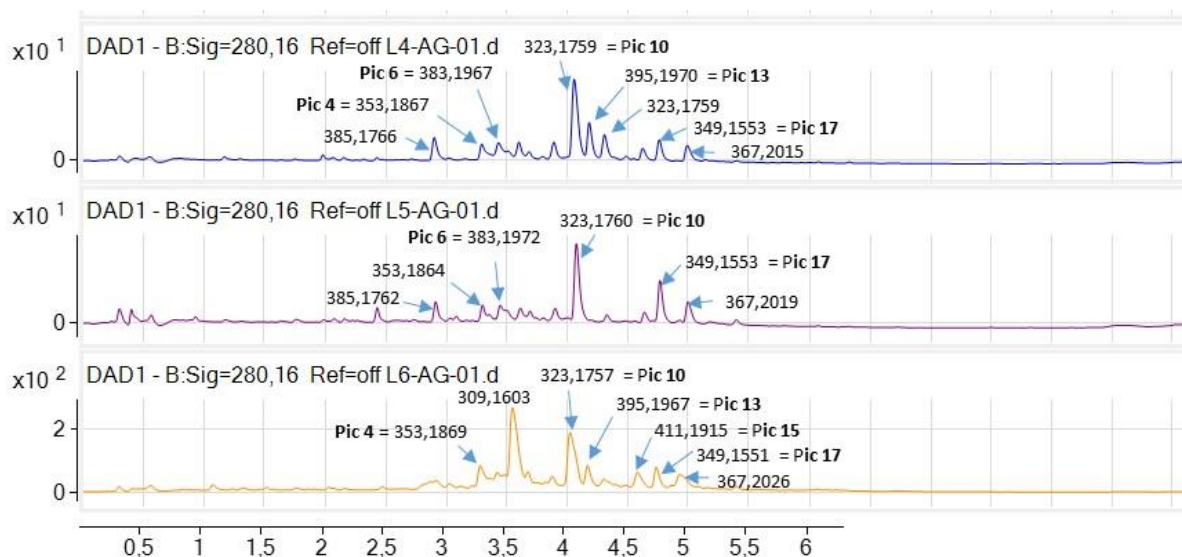 x10 1 DAD1 - B:Sig=280,16 Ref=off L4-AG-01.d
323,1759 = Pic 10
Pic 6 = 383,1967
395,1970 = Pic 13
Pic 4 = 353,1867
323,1759
385,1766
349,1553 = Pic 17
367,2015
0
x10 1 DAD1 - B:Sig=280,16 Ref=off L5-AG-01.d
323,1760 = Pic 10
Pic 6 = 383,1972
353,1864
349,1553 = Pic 17
385,1762
367,2019
0
x10 2 DAD1 - B:Sig=280,16 Ref=off L6-AG-01.d
323,1757 = Pic 10
309,1603
395,1967 = Pic 13
Pic 4 = 353,1869
411,1915 = Pic 15
349,1551 = Pic 17
367,2026
2
0
0,5 1 1,5 2 2,5 3 3,5 4 4,5 5 5,5 6